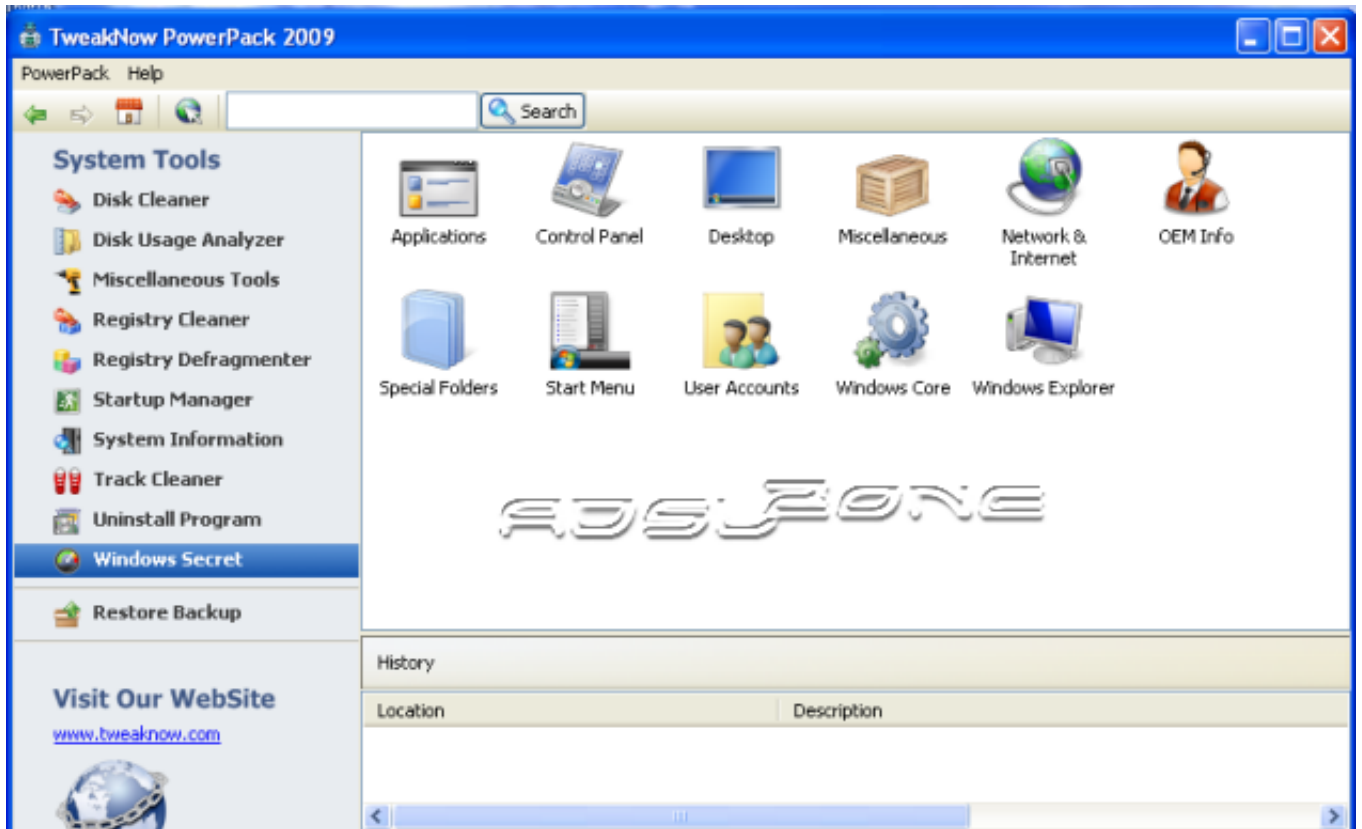 TweakNow PowerPack 2009
PowerPack Help
Search
System Tools
Disk Cleaner
Disk Usage Analyzer
Miscellaneous Tools
Registry Cleaner
Registry Defragmenter
Startup Manager
System Information
Track Cleaner
Uninstall Program
Windows Secret
Restore Backup
Visit Our WebSite
www.tweaknow.com
Applications
Control Panel
Desktop
Miscellaneous
Network &
Internet
OEM Info
Special Folders
Start Menu
User Accounts
Windows Core
Windows Explorer
ADSLZONE
History
Location Description